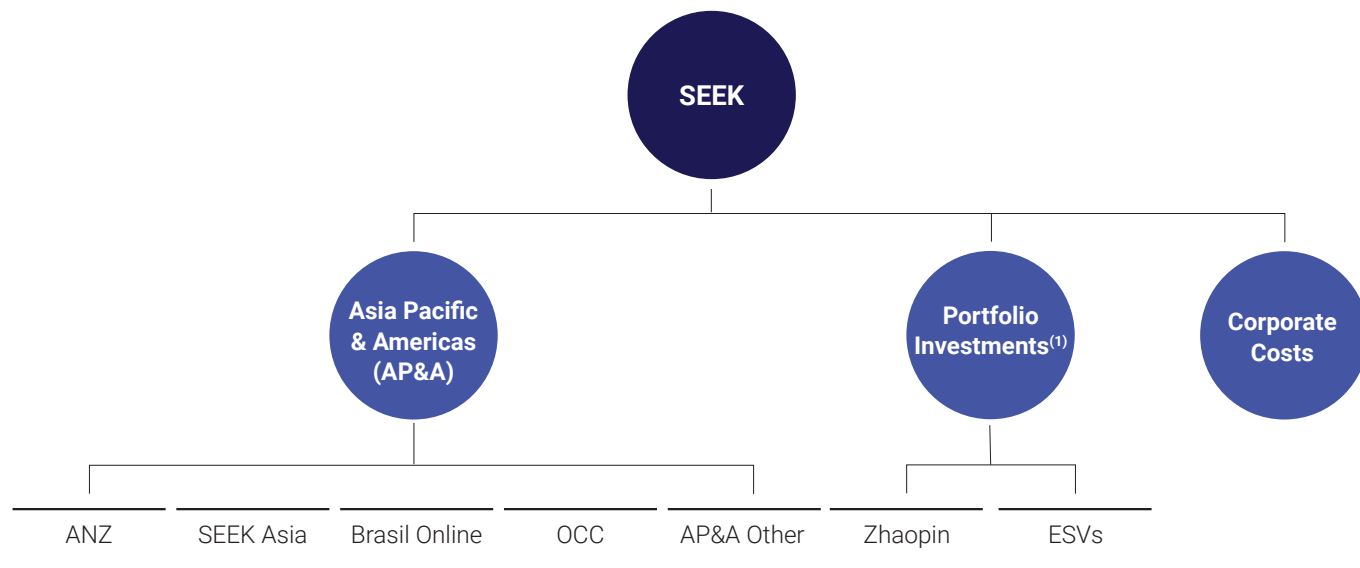 SEEK
Asia Pacific
& Americas
(AP&A)
Portfolio
Investments(1)
Corporate
Costs
ANZ
SEEK Asia
Brasil Online
OCC
AP&A Other
Zhaopin
ESVs